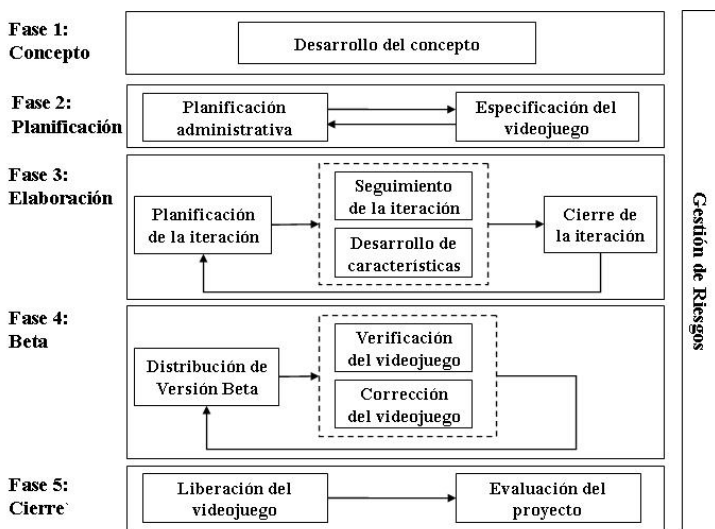 Fase 1:
Concepto
Desarrollo del concepto
Fase 2:
Planificación
Planificación
administrativa
Especificación del
videojuego
Fase 3:
Elaboración
Planificación
de la iteración
Seguimiento
de la iteración
Desarrollo de
características
Cierre de
la iteración
Fase 4:
Beta
Distribución de
Versión Beta
Verificación
del videojuego
Corrección
del videojuego
Fase 5:
Cierre
Liberación del
videojuego
Evaluación del
proyecto
Gestión de Riesgos